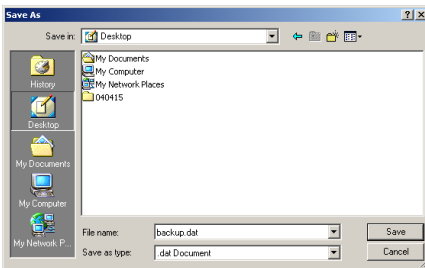 Save As
Save in: Desktop
History
Desktop
My Documents
My Computer
My Network P...
My Documents
My Computer
My Network Places
040415
File name: backup.dat Save
Save as type: .dat Document Cancel